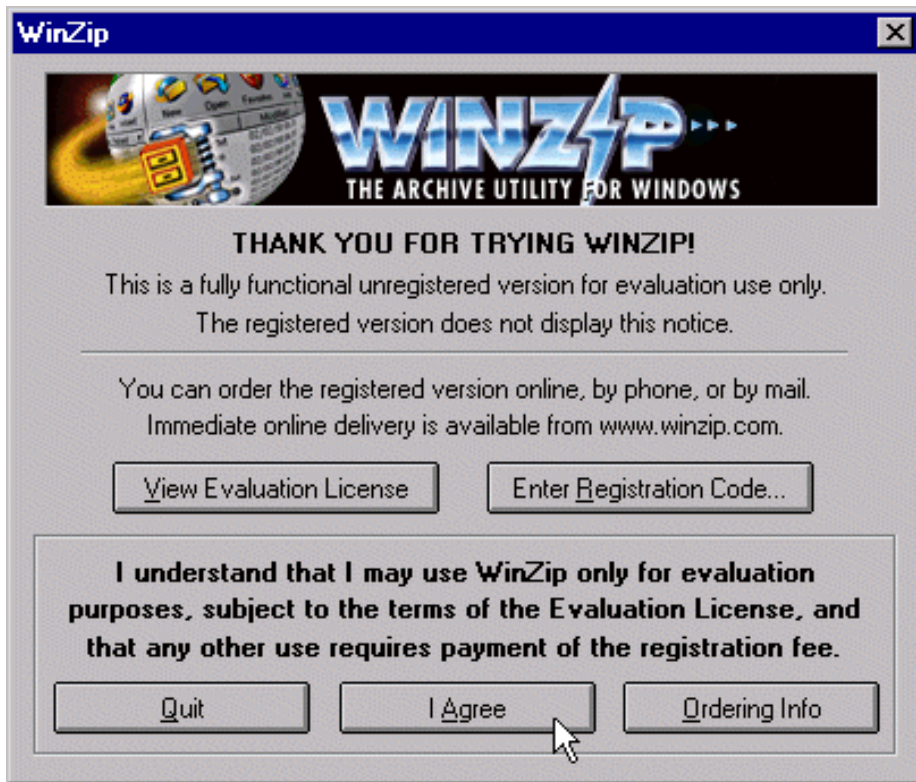 WinZip
New Open Favorites
Modified
WINZIP
THE ARCHIVE UTILITY FOR WINDOWS
THANK YOU FOR TRYING WINZIP!
This is a fully functional unregistered version for evaluation use only.
The registered version does not display this notice.
You can order the registered version online, by phone, or by mail.
Immediate online delivery is available from www.winzip.com.
View Evaluation License Enter Registration Code...
I understand that I may use WinZip only for evaluation
purposes, subject to the terms of the Evaluation License, and
that any other use requires payment of the registration fee.
Quit I Agree Ordering Info